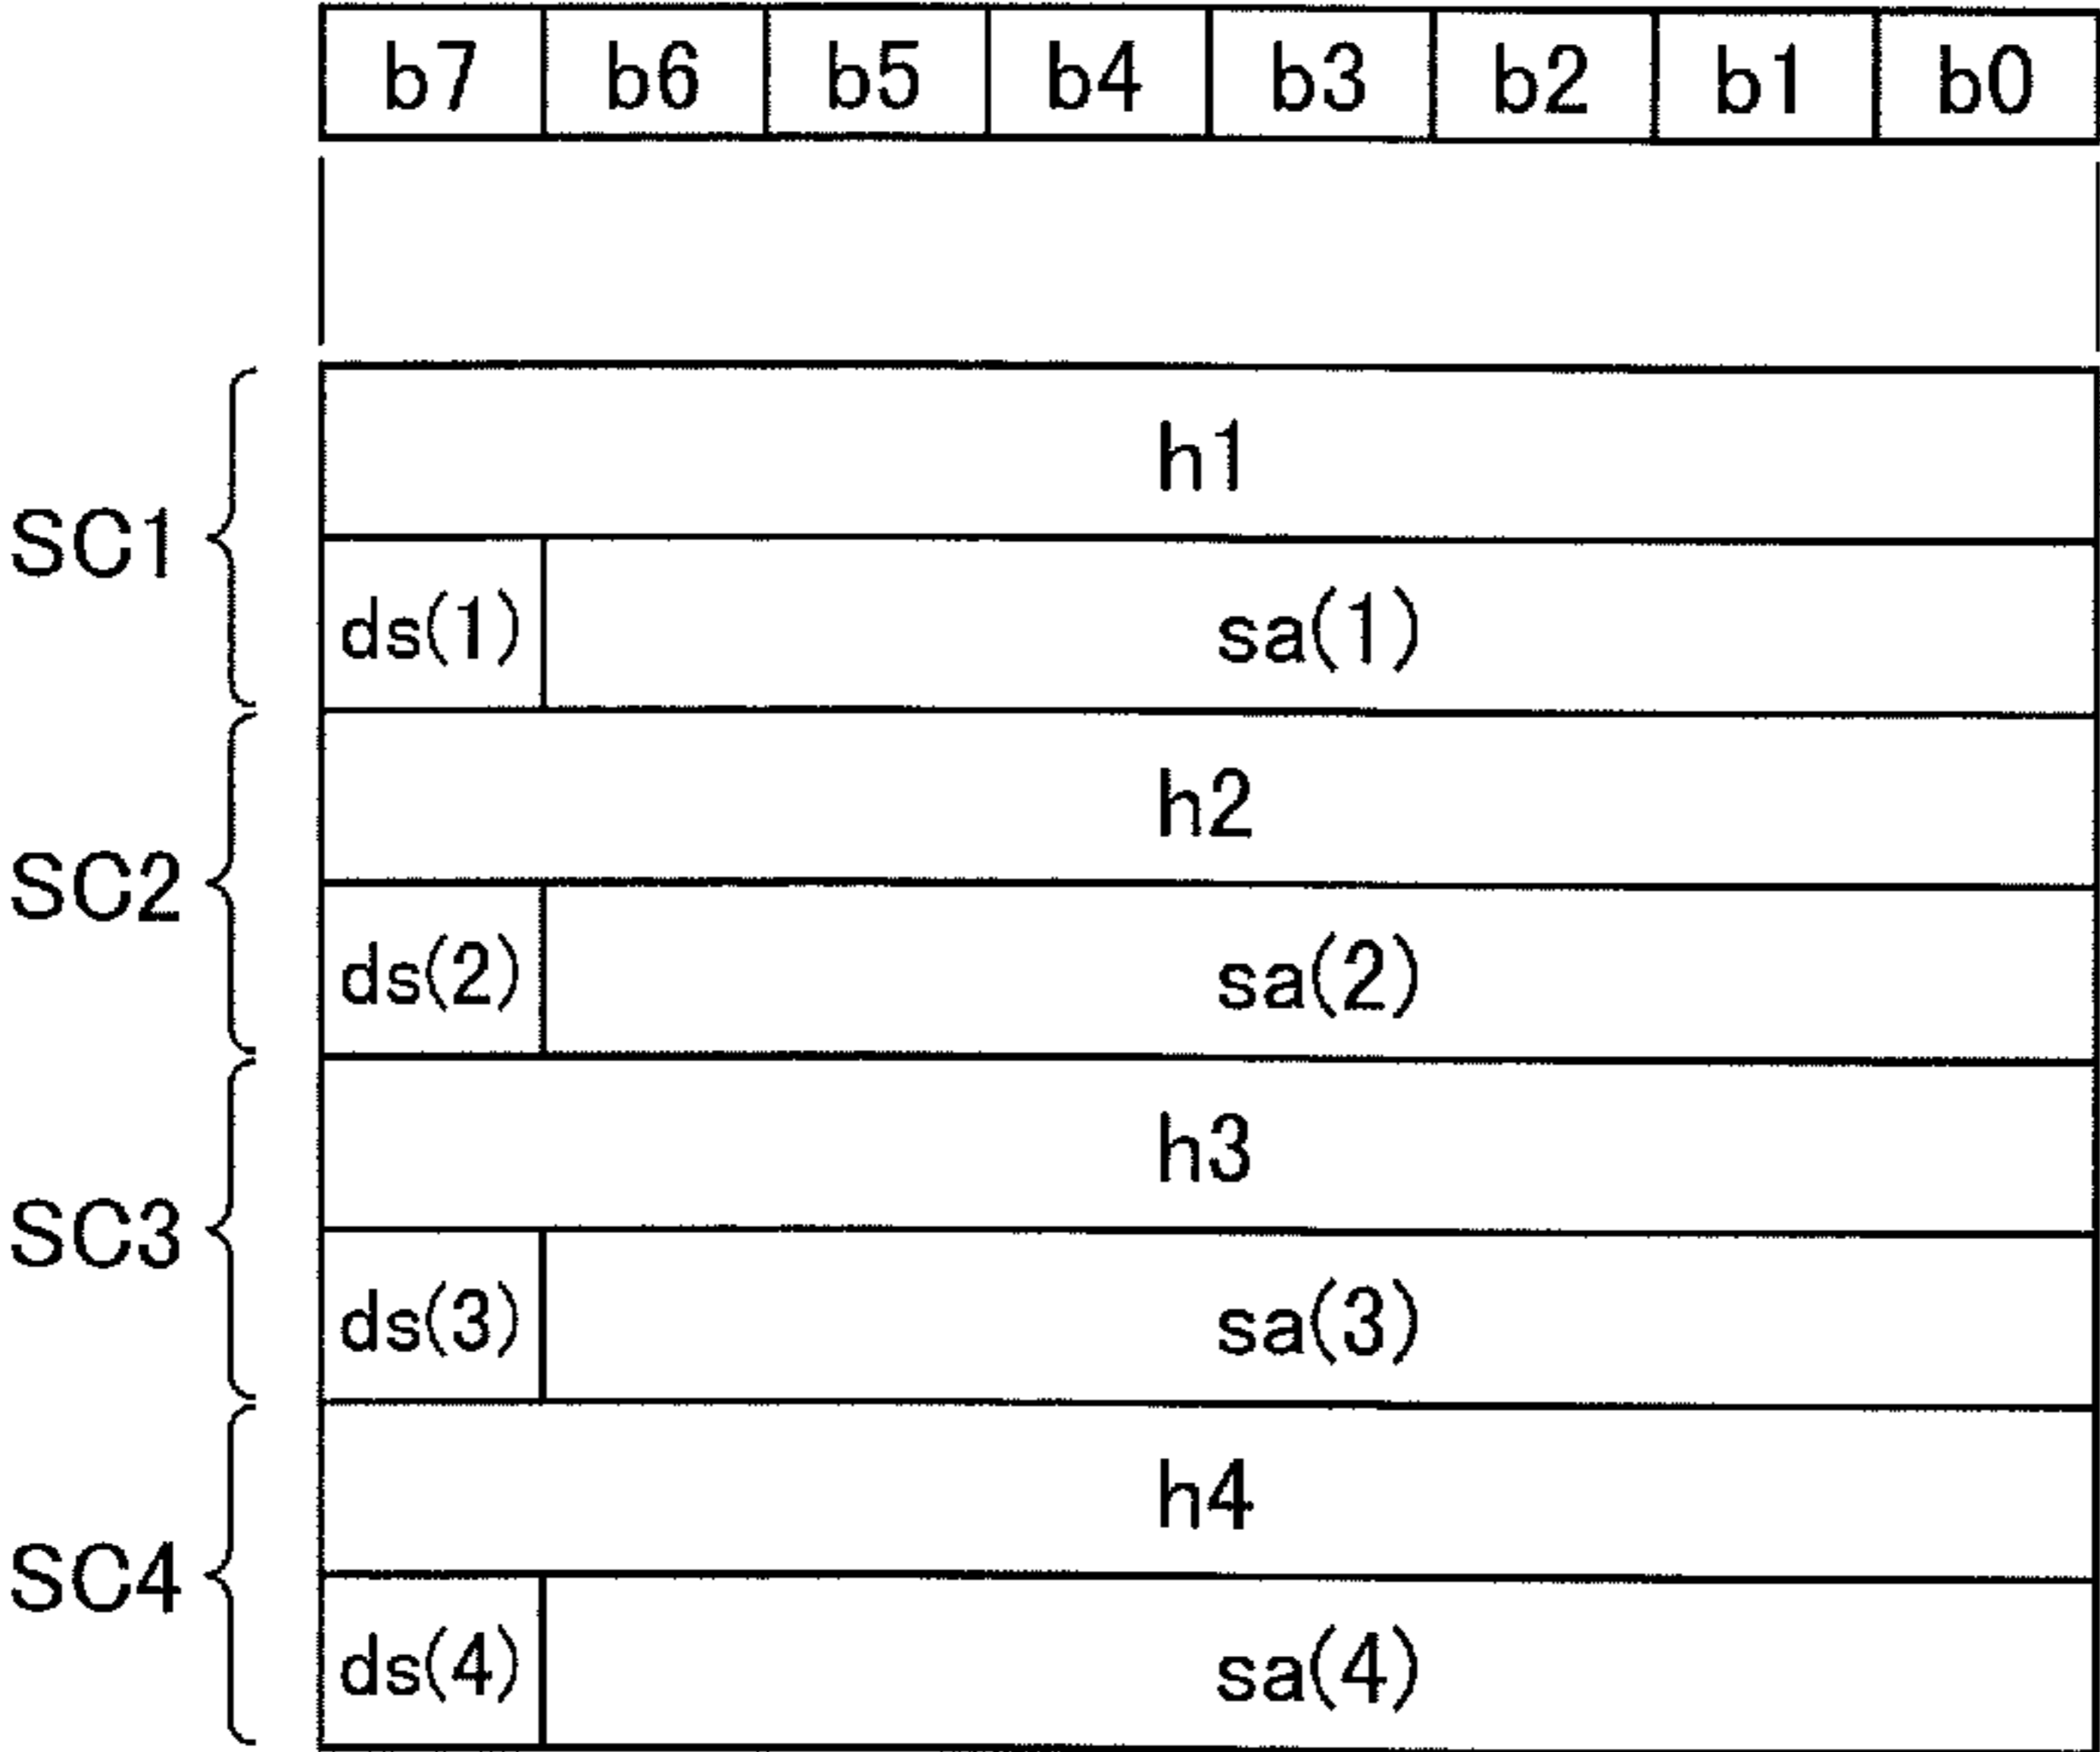 b7 b6 b5 b4 b3 b2 b1 b0
h1
SC1
ds(1) sa(1)
h2
SC2
ds(2) sa(2)
h3
SC3
ds(3) sa(3)
h4
SC4
ds(4) sa(4)